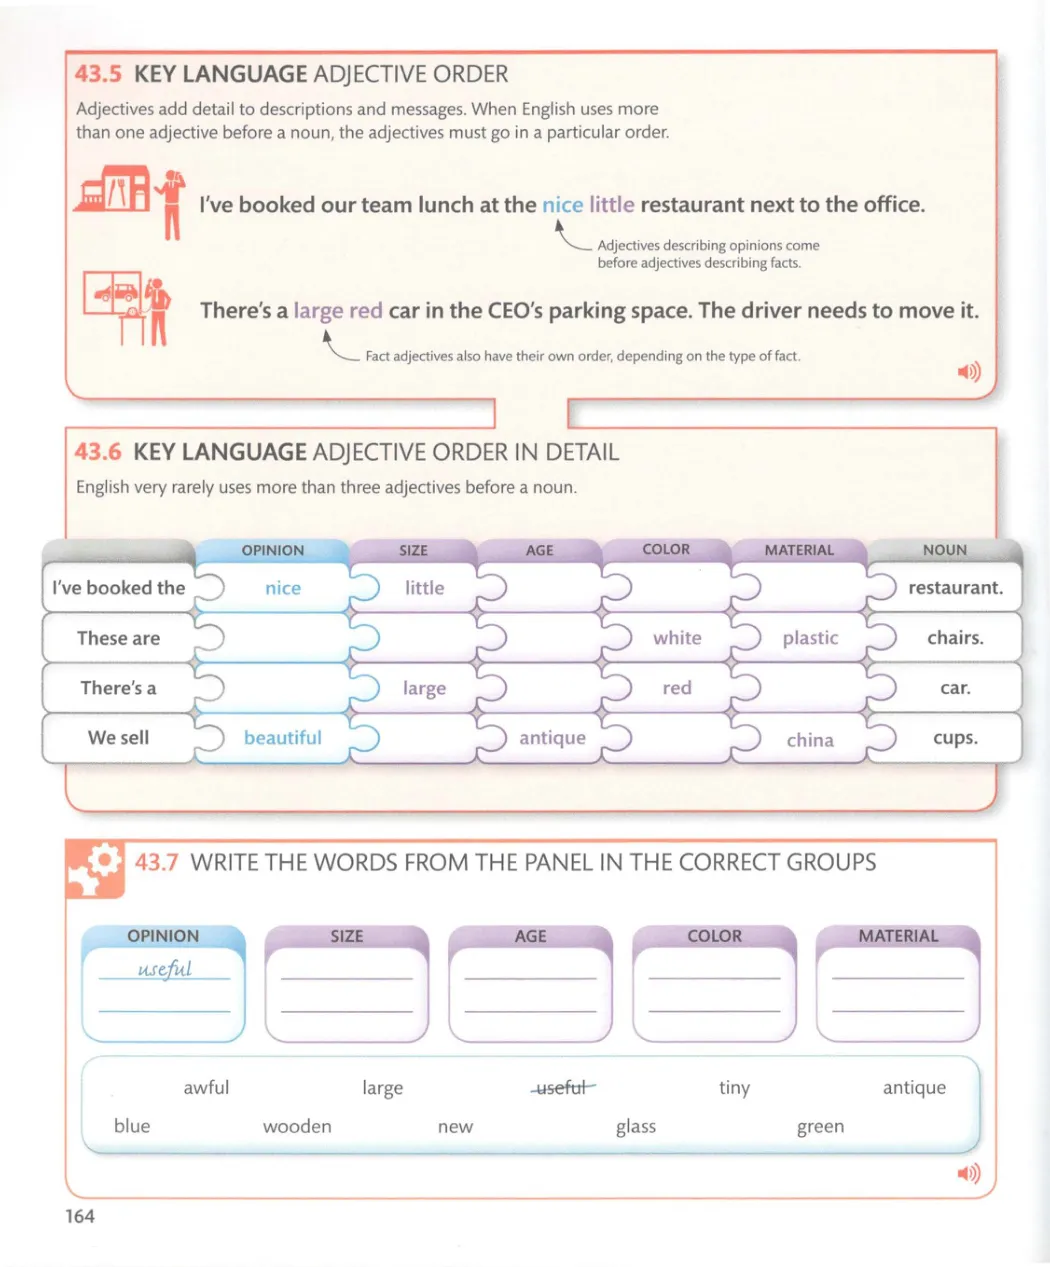 43.5 KEY LANGUAGE ADJECTIVE ORDER
Adjectives add detail to descriptions and messages. When English uses more
than one adjective before a noun, the adjectives must go in a particular order.
I've booked our team lunch at the nice little restaurant next to the office.
Adjectives describing opinions come
before adjectives describing facts.
There's a large red car in the CEO's parking space. The driver needs to move it.
Fact adjectives also have their own order, depending on the type of fact.
43.6 KEY LANGUAGE ADJECTIVE ORDER IN DETAIL
English very rarely uses more than three adjectives before a noun.
OPINION SIZE AGE COLOR MATERIAL NOUN
I've booked the nice little restaurant.
These are white plastic chairs.
There's a large red car.
We sell beautiful antique china cups.
43.7 WRITE THE WORDS FROM THE PANEL IN THE CORRECT GROUPS
OPINION SIZE AGE COLOR MATERIAL
useful
awful large useful tiny antique
blue wooden new glass green
164